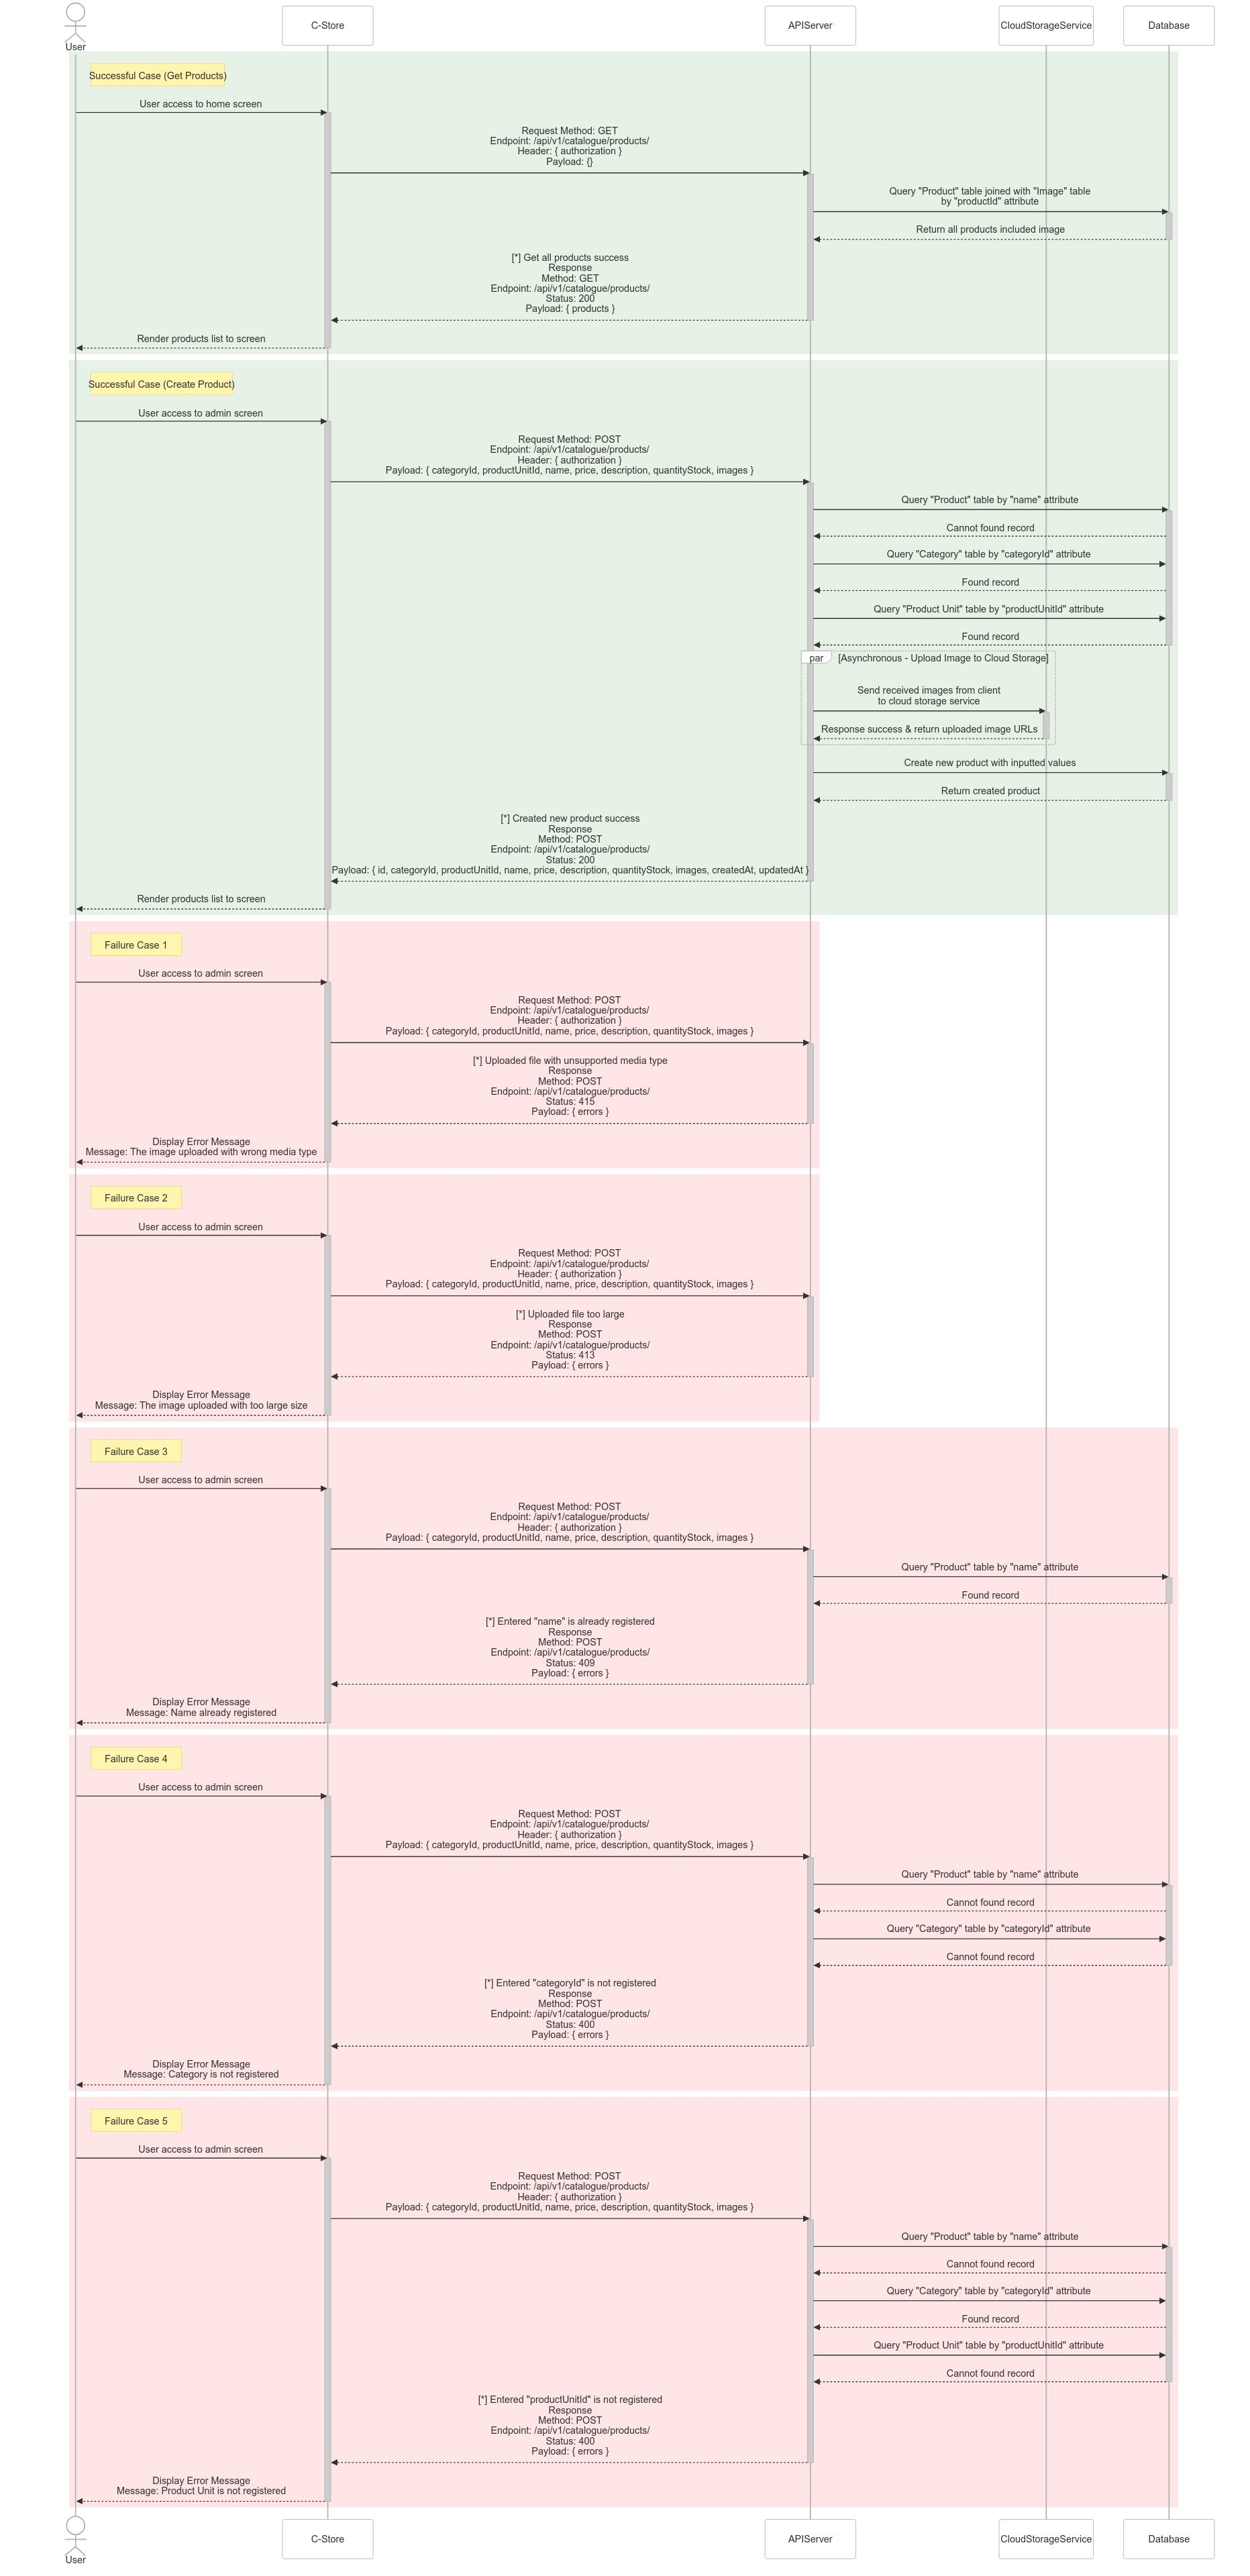 User
C-Store
APIServer
CloudStorageService
Database
Successful Case (Get Products)
User access to home screen
Request Method: GET
Endpoint: /api/v1/catalogue/products/
Header: { authorization }
Payload: {}
Query "Product" table joined with "Image" table
by "productId" attribute
Return all products included image
[*] Get all products success
Response
Method: GET
Endpoint: /api/v1/catalogue/products/
Status: 200
Payload: { products }
Render products list to screen
Successful Case (Create Product)
User access to admin screen
Request Method: POST
Endpoint: /api/v1/catalogue/products/
Header: { authorization }
Payload: { categoryId, productUnitId, name, price, description, quantityStock, images }
Query "Product" table by "name" attribute
Cannot found record
Query "Category" table by "categoryId" attribute
Found record
Query "Product Unit" table by "productUnitId" attribute
Found record
par
[Asynchronous - Upload Image to Cloud Storage]
Send received images from client
to cloud storage service
Response success & return uploaded image URLs
Create new product with inputted values
Return created product
[*] Created new product success
Response
Method: POST
Endpoint: /api/v1/catalogue/products/
Status: 200
Payload: { id, categoryId, productUnitId, name, price, description, quantityStock, images, createdAt, updatedAt }
Render products list to screen
Failure Case 1
User access to admin screen
Request Method: POST
Endpoint: /api/v1/catalogue/products/
Header: { authorization }
Payload: { categoryId, productUnitId, name, price, description, quantityStock, images }
[*] Uploaded file with unsupported media type
Response
Method: POST
Endpoint: /api/v1/catalogue/products/
Status: 415
Payload: { errors }
Display Error Message
Message: The image uploaded with wrong media type
Failure Case 2
User access to admin screen
Request Method: POST
Endpoint: /api/v1/catalogue/products/
Header: { authorization }
Payload: { categoryId, productUnitId, name, price, description, quantityStock, images }
[*] Uploaded file too large
Response
Method: POST
Endpoint: /api/v1/catalogue/products/
Status: 413
Payload: { errors }
Display Error Message
Message: The image uploaded with too large size
Failure Case 3
User access to admin screen
Request Method: POST
Endpoint: /api/v1/catalogue/products/
Header: { authorization }
Payload: { categoryId, productUnitId, name, price, description, quantityStock, images }
Query "Product" table by "name" attribute
Found record
[*] Entered "name" is already registered
Response
Method: POST
Endpoint: /api/v1/catalogue/products/
Status: 409
Payload: { errors }
Display Error Message
Message: Name already registered
Failure Case 4
User access to admin screen
Request Method: POST
Endpoint: /api/v1/catalogue/products/
Header: { authorization }
Payload: { categoryId, productUnitId, name, price, description, quantityStock, images }
Query "Product" table by "name" attribute
Cannot found record
Query "Category" table by "categoryId" attribute
Cannot found record
[*] Entered "categoryId" is not registered
Response
Method: POST
Endpoint: /api/v1/catalogue/products/
Status: 400
Payload: { errors }
Display Error Message
Message: Category is not registered
Failure Case 5
User access to admin screen
Request Method: POST
Endpoint: /api/v1/catalogue/products/
Header: { authorization }
Payload: { categoryId, productUnitId, name, price, description, quantityStock, images }
Query "Product" table by "name" attribute
Cannot found record
Query "Category" table by "categoryId" attribute
Found record
Query "Product Unit" table by "productUnitId" attribute
Cannot found record
[*] Entered "productUnitId" is not registered
Response
Method: POST
Endpoint: /api/v1/catalogue/products/
Status: 400
Payload: { errors }
Display Error Message
Message: Product Unit is not registered
User
C-Store
APIServer
CloudStorageService
Database